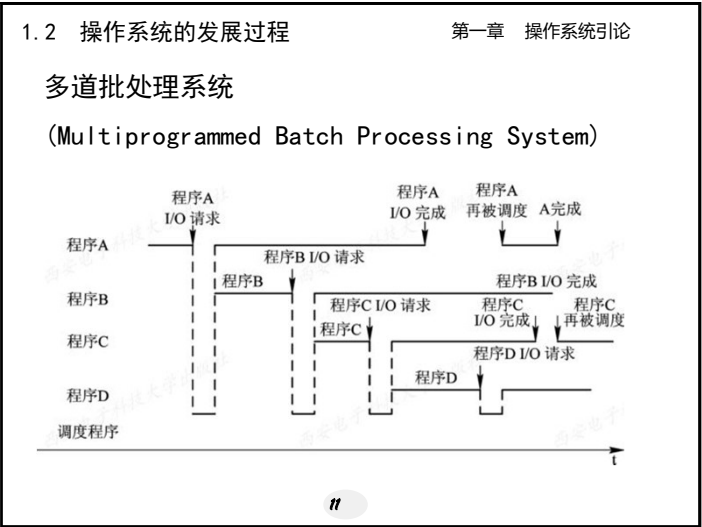 1.2 操作系统的发展过程
第一章 操作系统引论
多道批处理系统
(Multiprogrammed Batch Processing System)
程序A
I/O 请求
程序A
I/O 完成
程序A
再被调度
A完成
程序A
程序B I/O 请求
程序B
程序B I/O 完成
程序B
程序C I/O 请求
程序C
I/O 完成
程序C
再被调度
程序C
程序C
程序D I/O 请求
程序D
程序D
调度程序
t
11